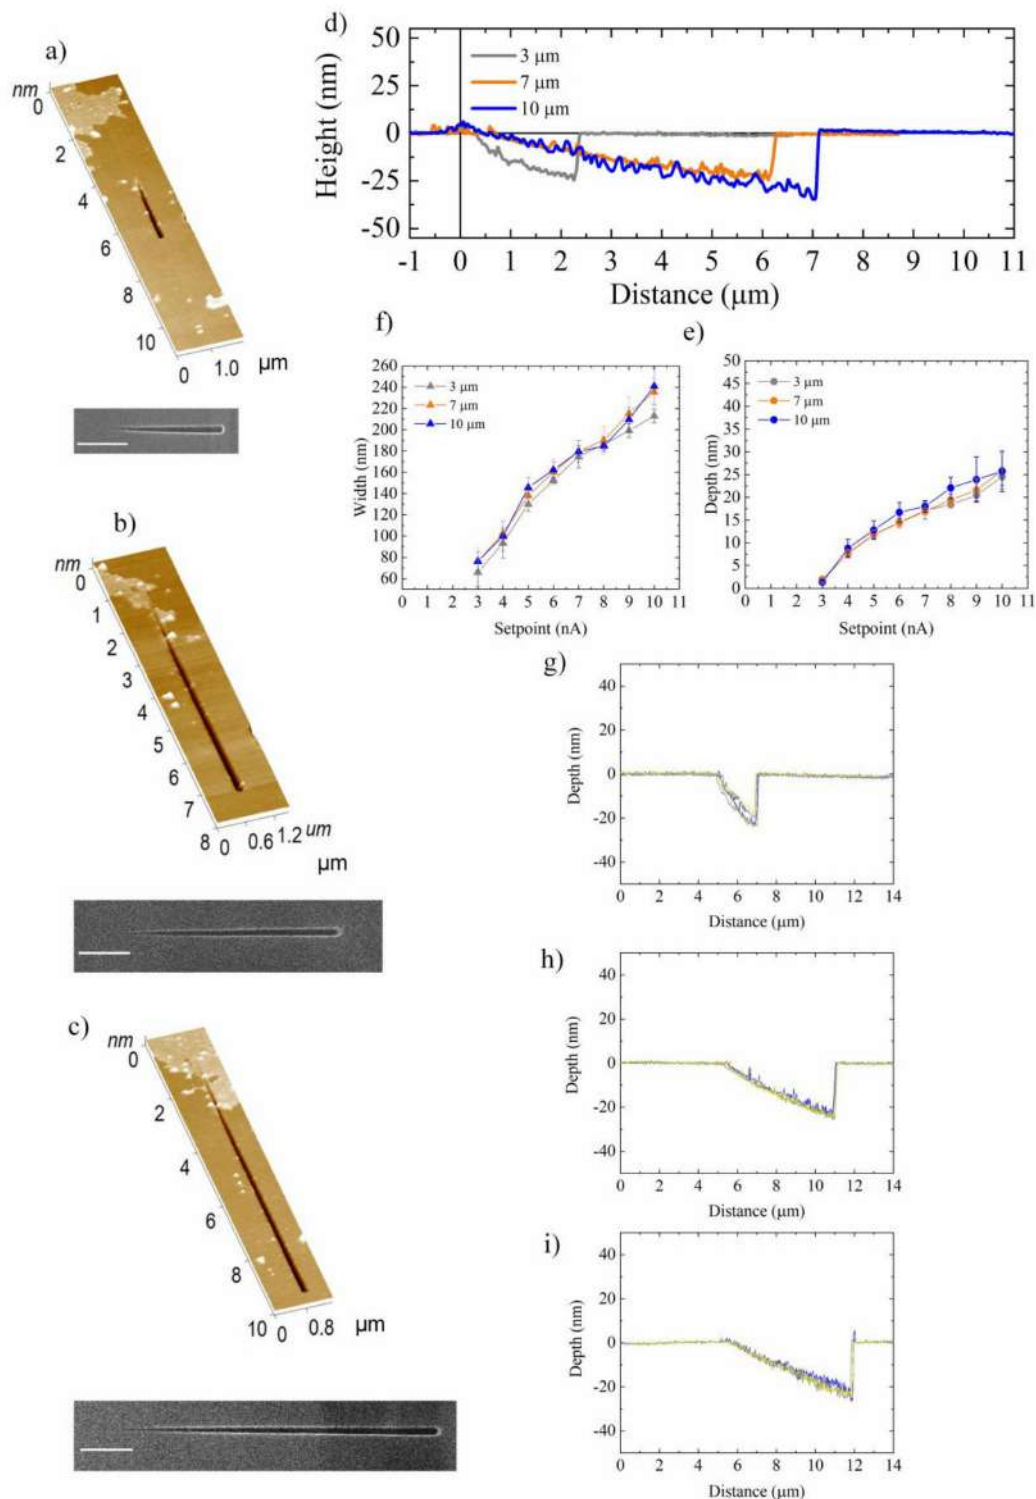 a)
nm
0
2
4
6
8
10
0 1.0 μm
b)
nm
0
1
2
3
4
5
6
7
8 0 0.6 1.2 um
μm
c)
nm
0
2
4
6
8
10 0 0.8 μm
d)
Height (nm)
50
25
0
-25
-50
3 μm
7 μm
10 μm
-1 0 1 2 3 4 5 6 7 8 9 10 11
Distance (μm)
f)
Width (nm)
260
240
220
200
180
160
140
120
100
80
60
3 μm
7 μm
10 μm
0 1 2 3 4 5 6 7 8 9 10 11
Setpoint (nA)
e)
Depth (nm)
50
45
40
35
30
25
20
15
10
5
0
3 μm
7 μm
10 μm
0 1 2 3 4 5 6 7 8 9 10 11
Setpoint (nA)
g)
Depth (nm)
40
20
0
-20
-40
0 2 4 6 8 10 12 14
Distance (μm)
h)
Depth (nm)
40
20
0
-20
-40
0 2 4 6 8 10 12 14
Distance (μm)
i)
Depth (nm)
40
20
0
-20
-40
0 2 4 6 8 10 12 14
Distance (μm)